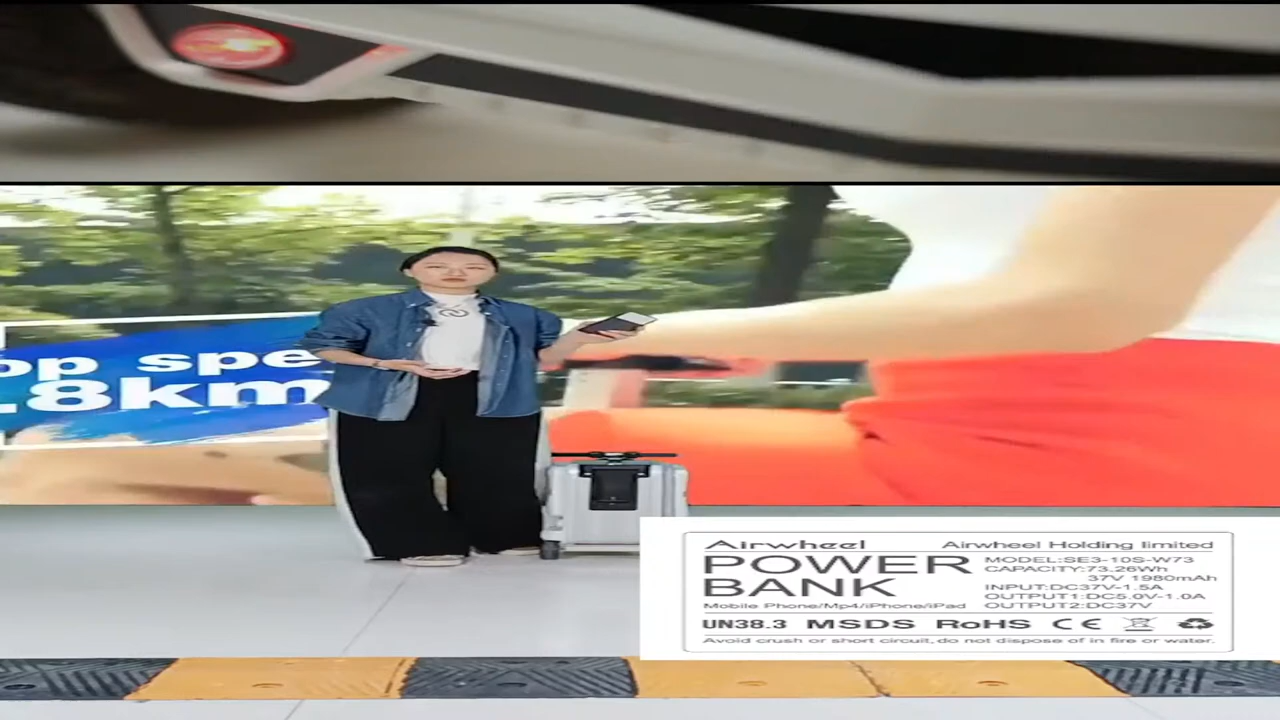 op spe
.8km
Airwheel
Airwheel Holding limited
POWER BANK
Mobile Phone/Mp4/iPhone/iPad
MODEL:SE3-10S-W73
CAPACITY:73.26Wh
37V 1980mAh
INPUT:DC37V-1.5A
OUTPUT1:DC5.0V-1.0A
OUTPUT2:DC37V
UN38.3 MSDS RoHS CE
Avoid crush or short circuit, do not dispose of in fire or water.